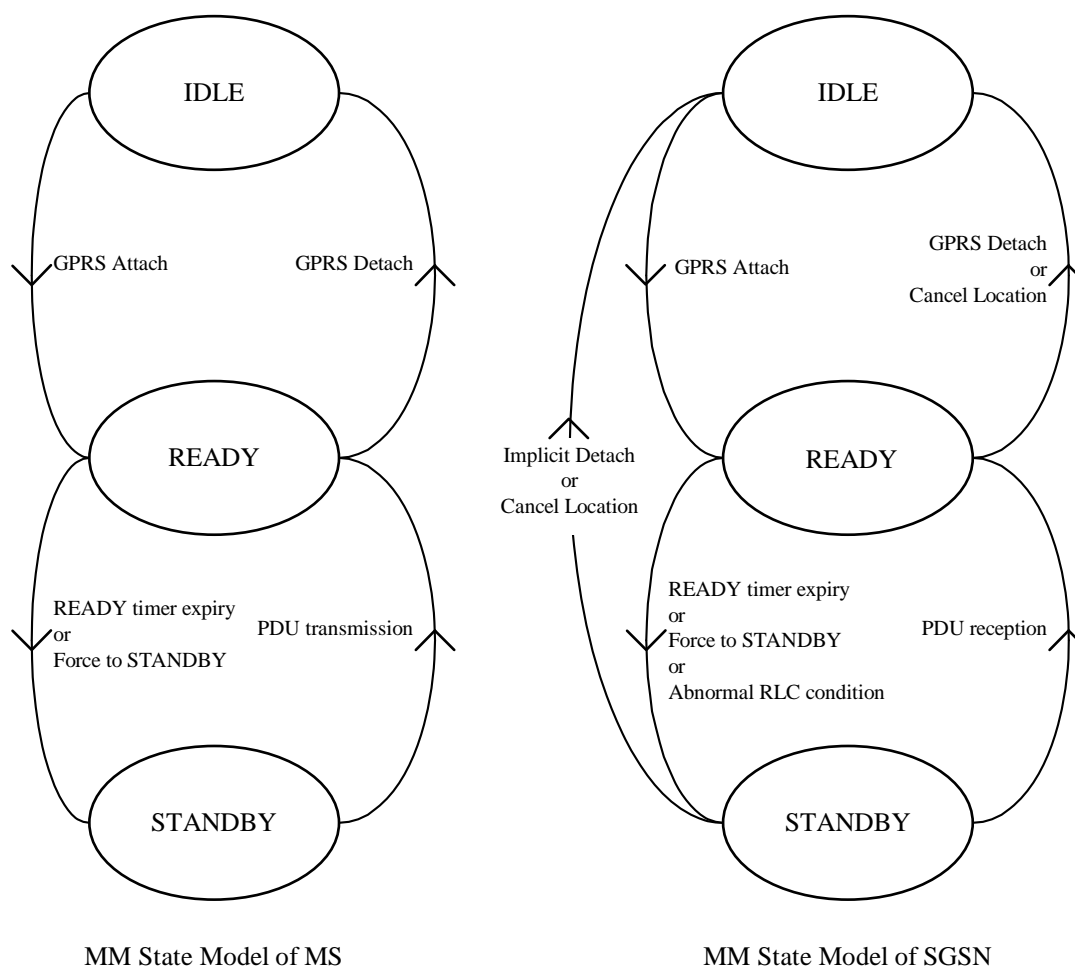 IDLE
GPRS Attach
GPRS Detach
READY
READY timer expiry
or
Force to STANDBY
PDU transmission
STANDBY
MM State Model of MS
IDLE
GPRS Attach
GPRS Detach
or
Cancel Location
Implicit Detach
or
Cancel Location
READY
READY timer expiry
or
Force to STANDBY
or
Abnormal RLC condition
PDU reception
STANDBY
MM State Model of SGSN